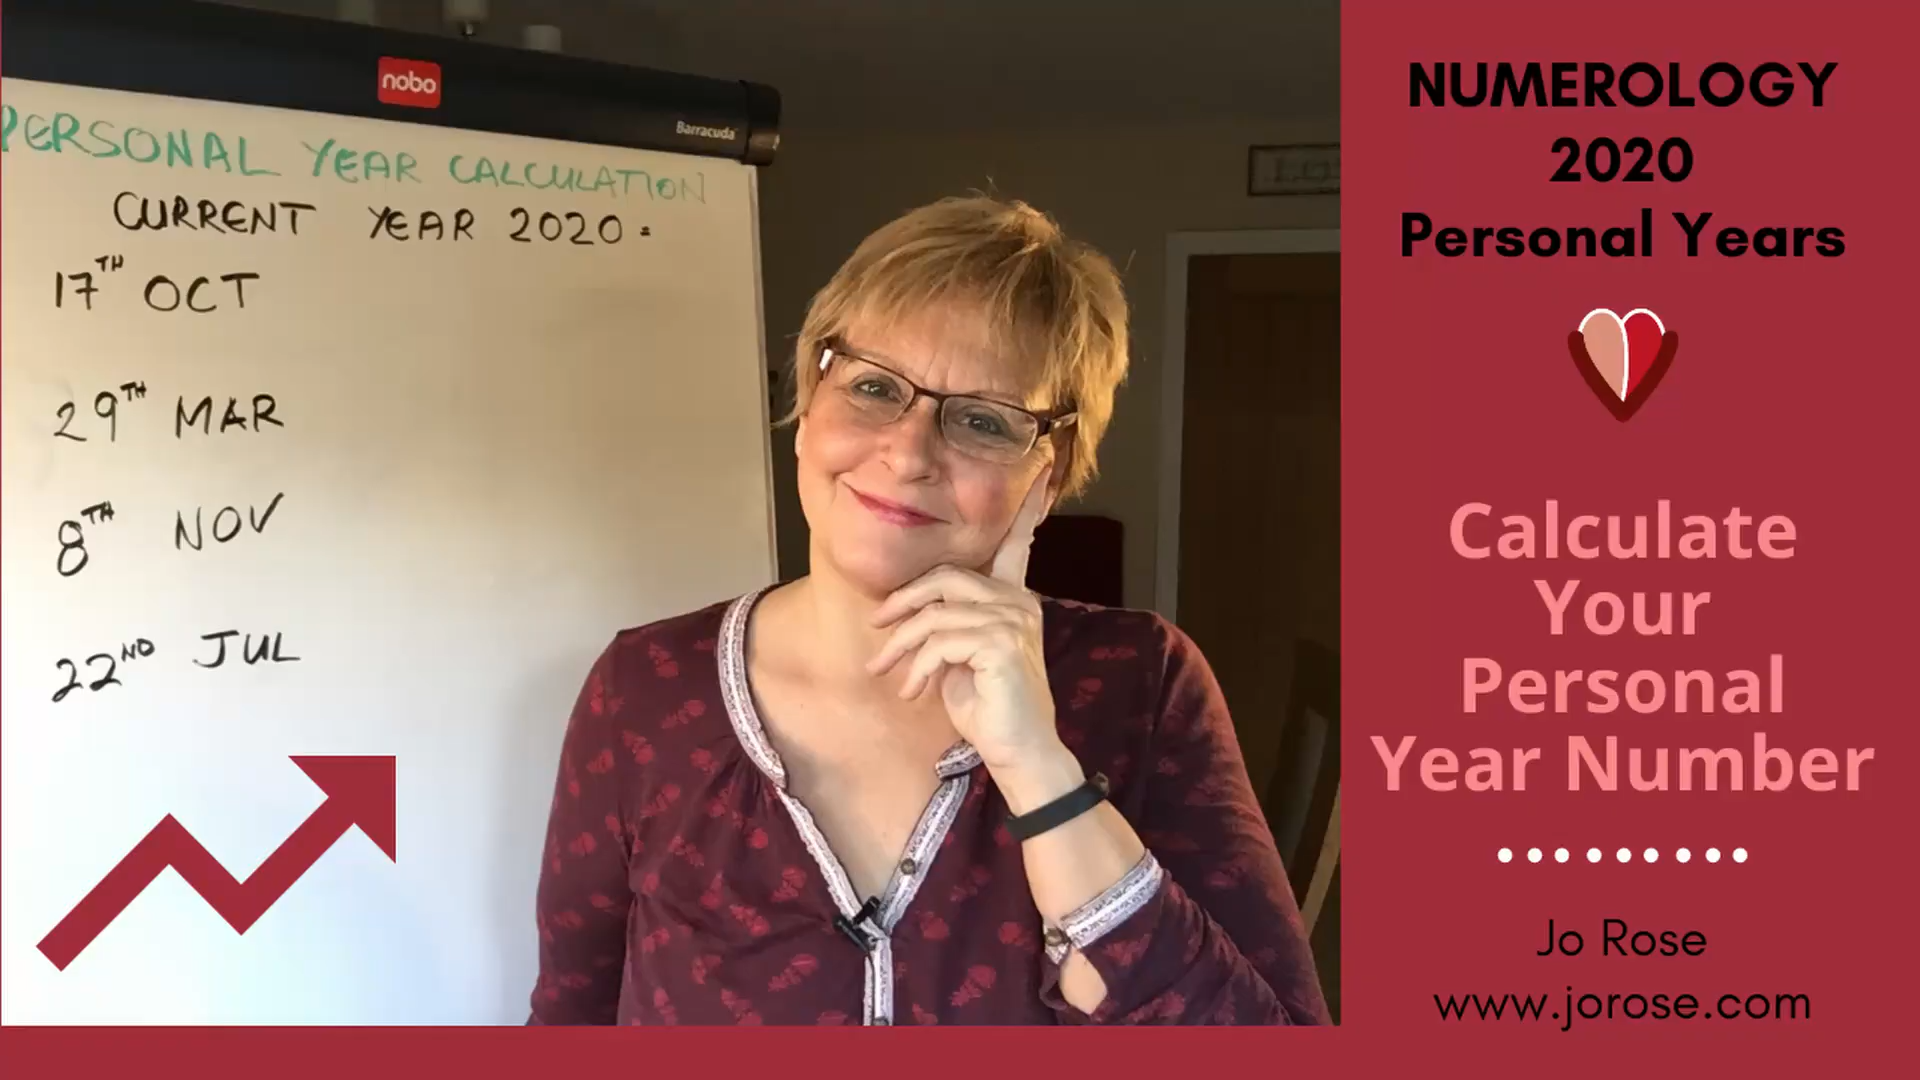 nobo
Barracuda
PERSONAL YEAR CALCULATION
CURRENT YEAR 2020 =
17TH OCT
29TH MAR
8TH NOV
22ND JUL
NUMEROLOGY
2020
Personal Years
Calculate
Your
Personal
Year Number
Jo Rose
www.jorose.com